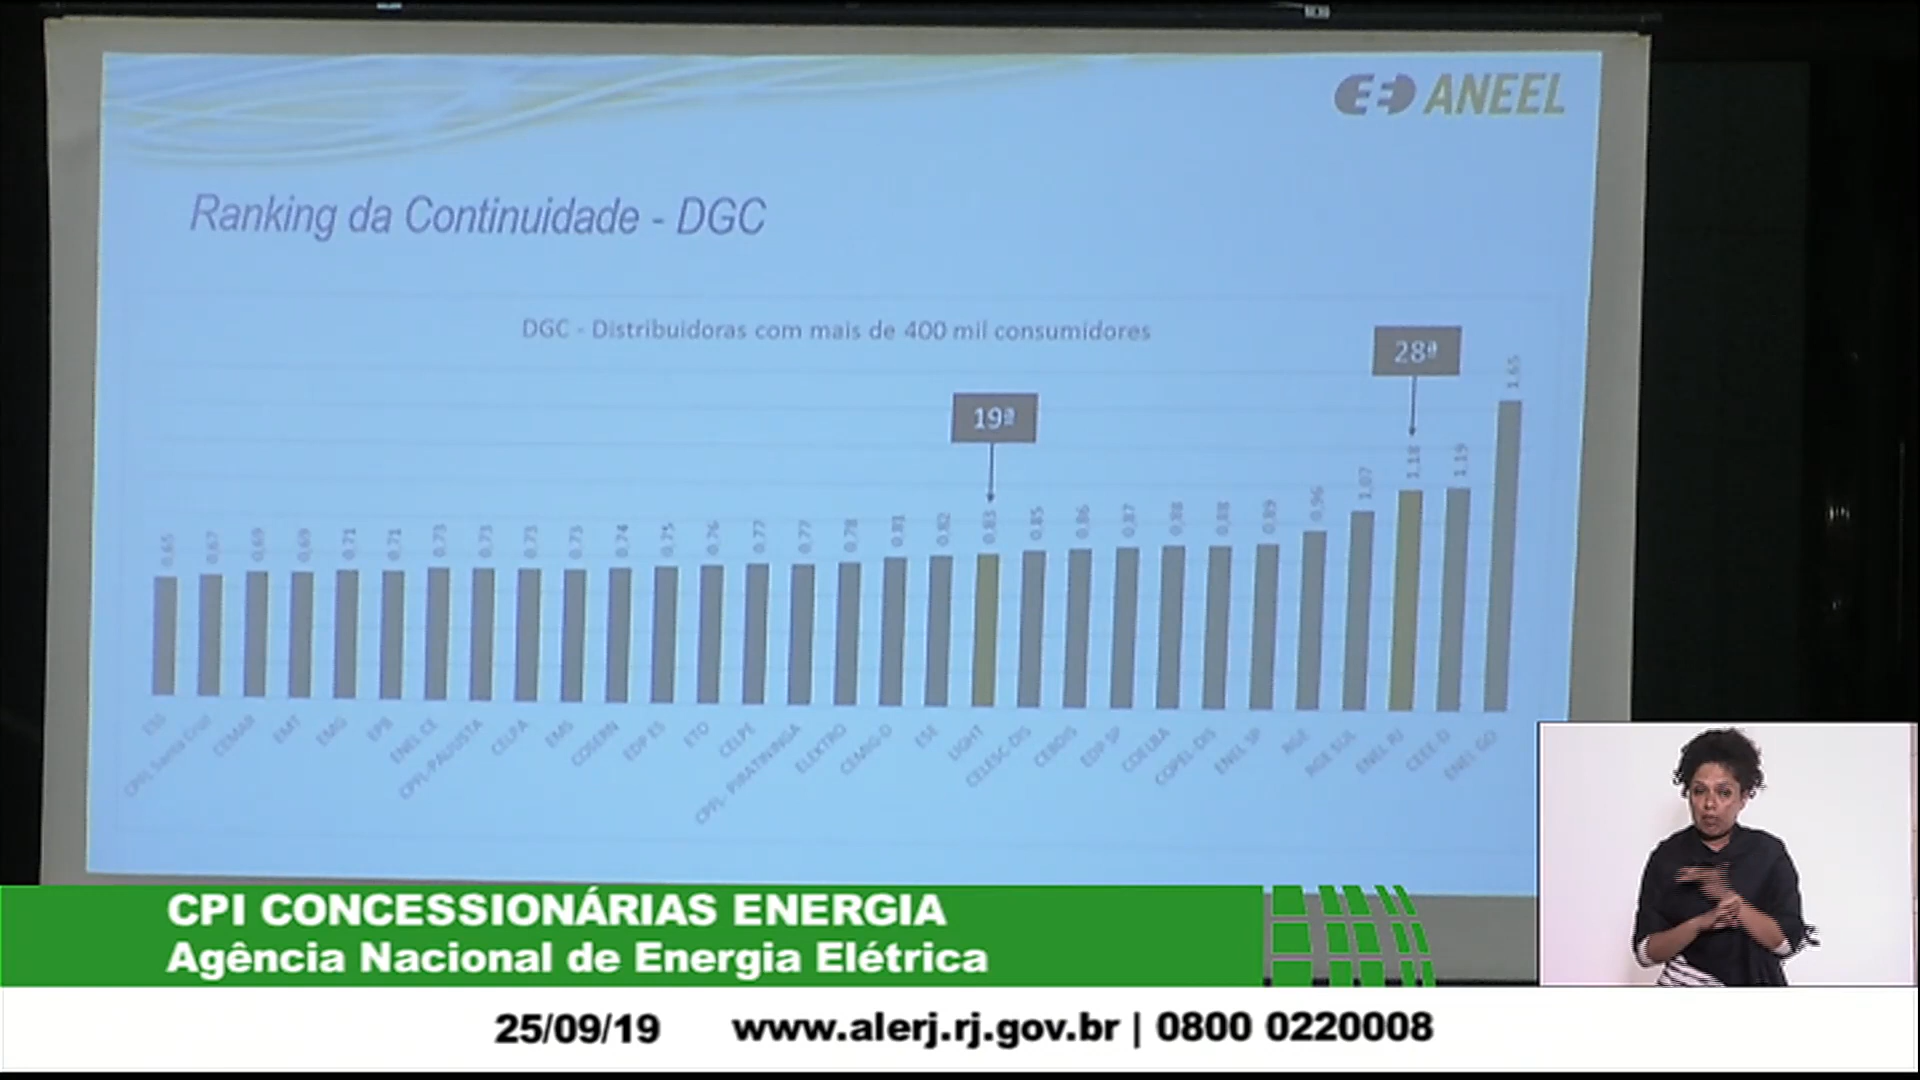 ANEEL
Ranking da Continuidade - DGC
DGC - Distribuidoras com mais de 400 mil consumidores
19ª
28ª
0,65
0,67
0,69
0,69
0,71
0,71
0,73
0,73
0,73
0,73
0,74
0,75
0,76
0,77
0,77
0,78
0,81
0,82
0,83
0,85
0,86
0,87
0,88
0,88
0,89
0,96
1,07
1,18
1,19
1,65
CPFL Santa Cruz
CEMAR
EMT
EMG
EPB
ENEL CE
CPFL-PAULISTA
CELPA
EMS
COSERN
EDP ES
ETO
CELPE
CPFL- PIRATININGA
ELEKTRO
CEMIG-D
ESE
LIGHT
CELESC-DIS
CEBDIS
EDP SP
COELBA
COPEL-DIS
ENEL SP
RGE
RGE SUL
ENEL RJ
CEEE-D
ENEL GO
CPI CONCESSIONÁRIAS ENERGIA
Agência Nacional de Energia Elétrica
25/09/19 www.alerj.rj.gov.br | 0800 0220008